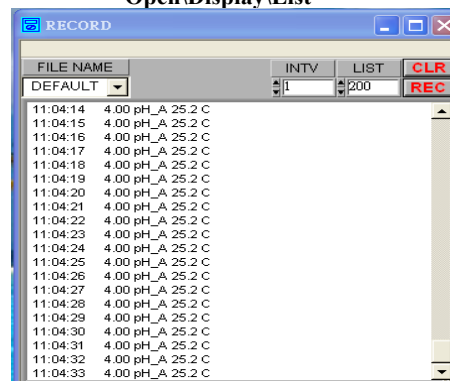 Open\Display\List
RECORD
FILE NAME INTV LIST CLR
DEFAULT 1 200 REC
11:04:14 4.00 pH_A 25.2 C
11:04:15 4.00 pH_A 25.2 C
11:04:16 4.00 pH_A 25.2 C
11:04:17 4.00 pH_A 25.2 C
11:04:18 4.00 pH_A 25.2 C
11:04:19 4.00 pH_A 25.2 C
11:04:20 4.00 pH_A 25.2 C
11:04:21 4.00 pH_A 25.2 C
11:04:22 4.00 pH_A 25.2 C
11:04:23 4.00 pH_A 25.2 C
11:04:24 4.00 pH_A 25.2 C
11:04:25 4.00 pH_A 25.2 C
11:04:26 4.00 pH_A 25.2 C
11:04:27 4.00 pH_A 25.2 C
11:04:28 4.00 pH_A 25.2 C
11:04:29 4.00 pH_A 25.2 C
11:04:30 4.00 pH_A 25.2 C
11:04:31 4.00 pH_A 25.2 C
11:04:32 4.00 pH_A 25.2 C
11:04:33 4.00 pH_A 25.2 C